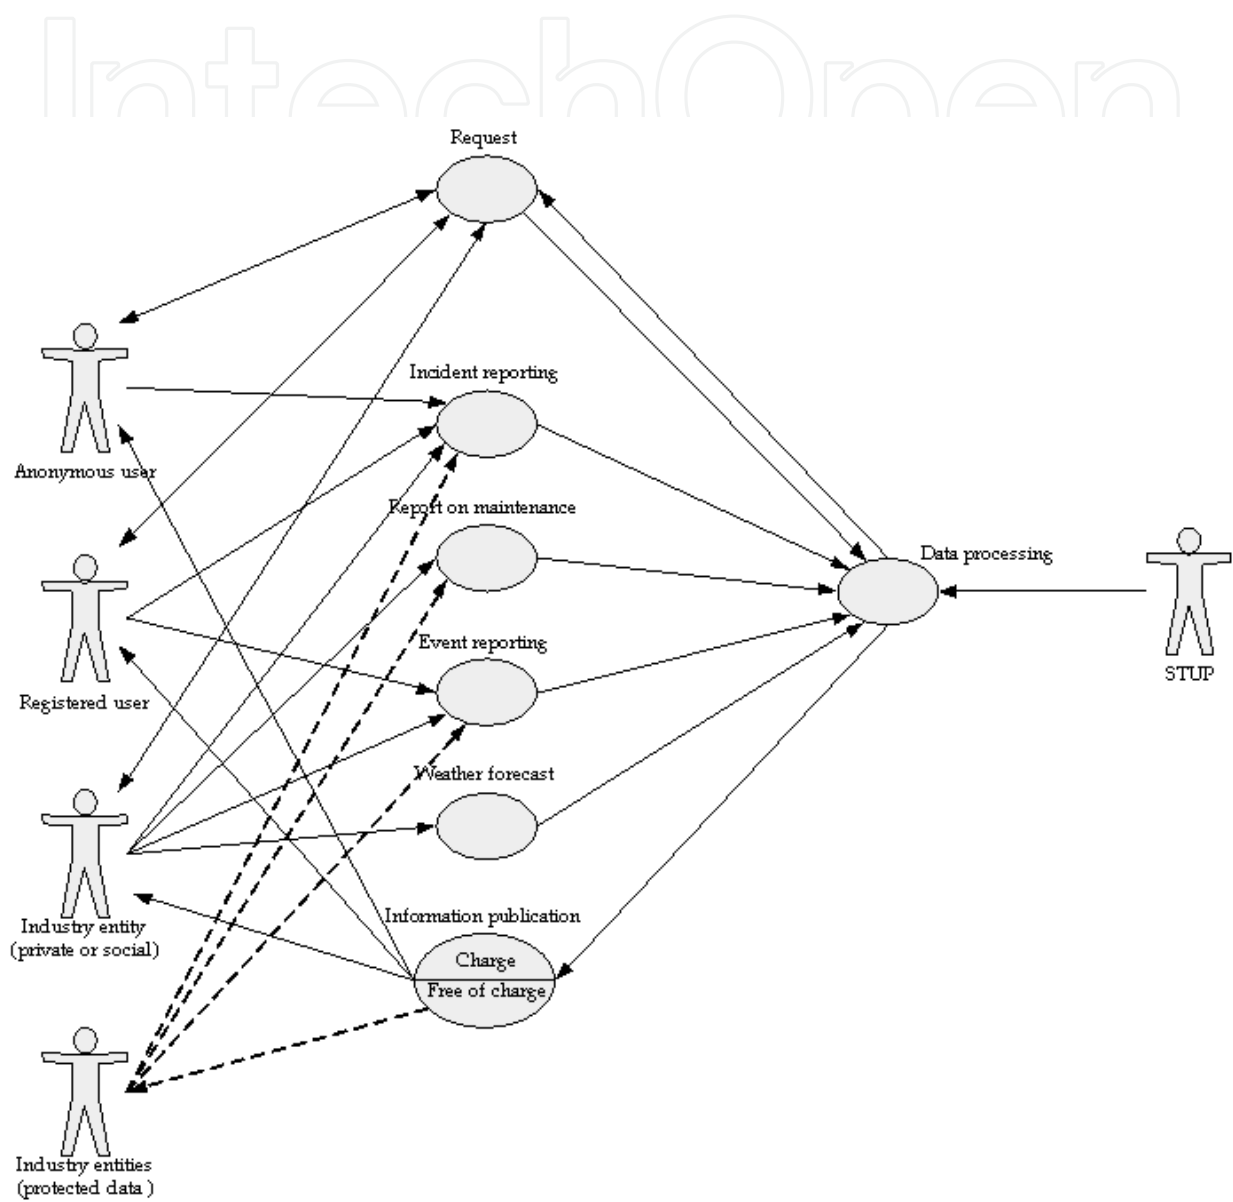 IntechOpen
Request
Incident reporting
Anonymous user
Report on maintenance
Data processing
Event reporting
STUP
Registered user
Weather forecast
Information publication
Industry entity
(private or social)
Charge
Free of charge
Industry entities
(protected data )